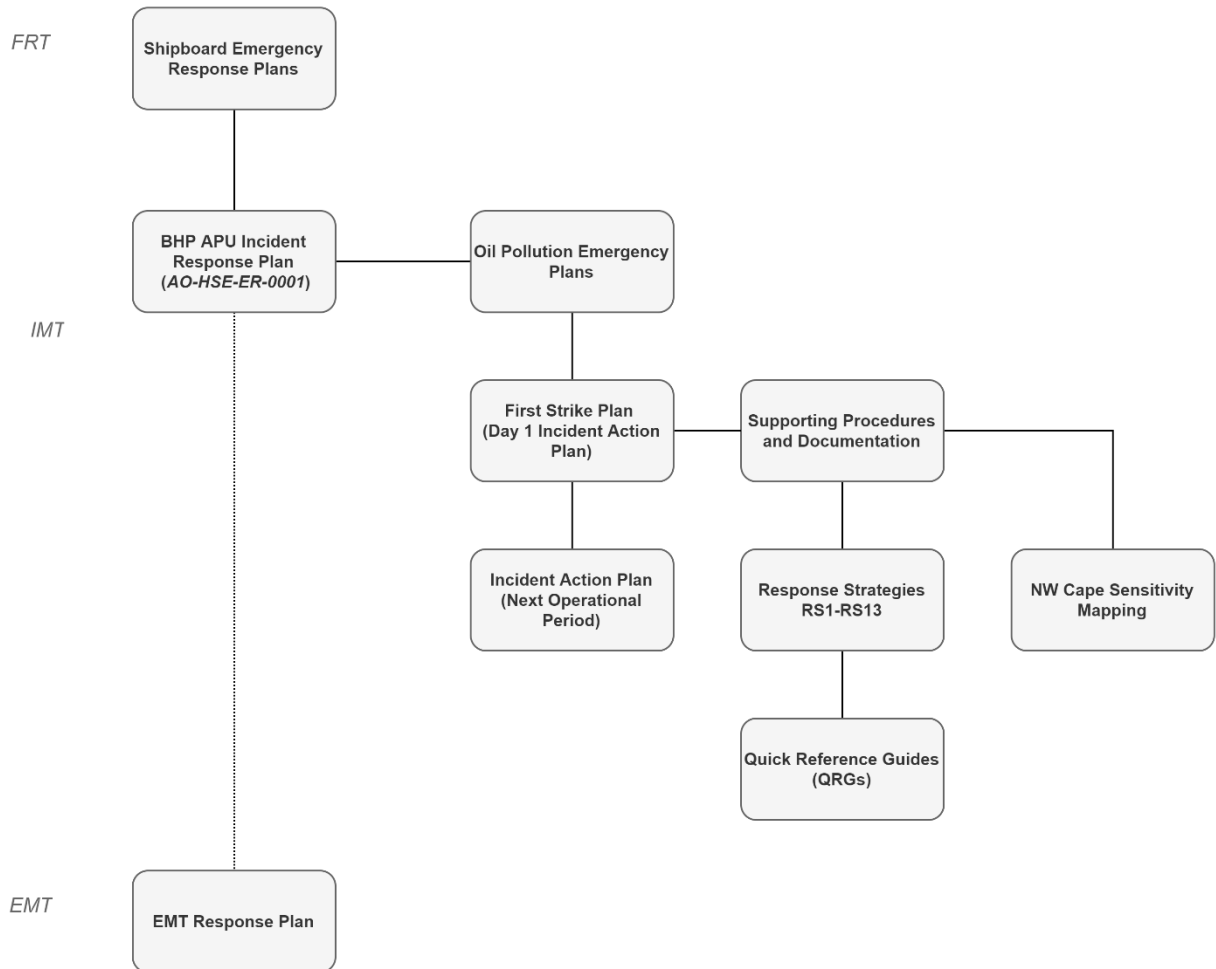 FRT
Shipboard Emergency
Response Plans
BHP APU Incident
Response Plan
(AO-HSE-ER-0001)
Oil Pollution Emergency
Plans
IMT
First Strike Plan
(Day 1 Incident Action
Plan)
Supporting Procedures
and Documentation
Incident Action Plan
(Next Operational
Period)
Response Strategies
RS1-RS13
NW Cape Sensitivity
Mapping
Quick Reference Guides
(QRGs)
EMT
EMT Response Plan